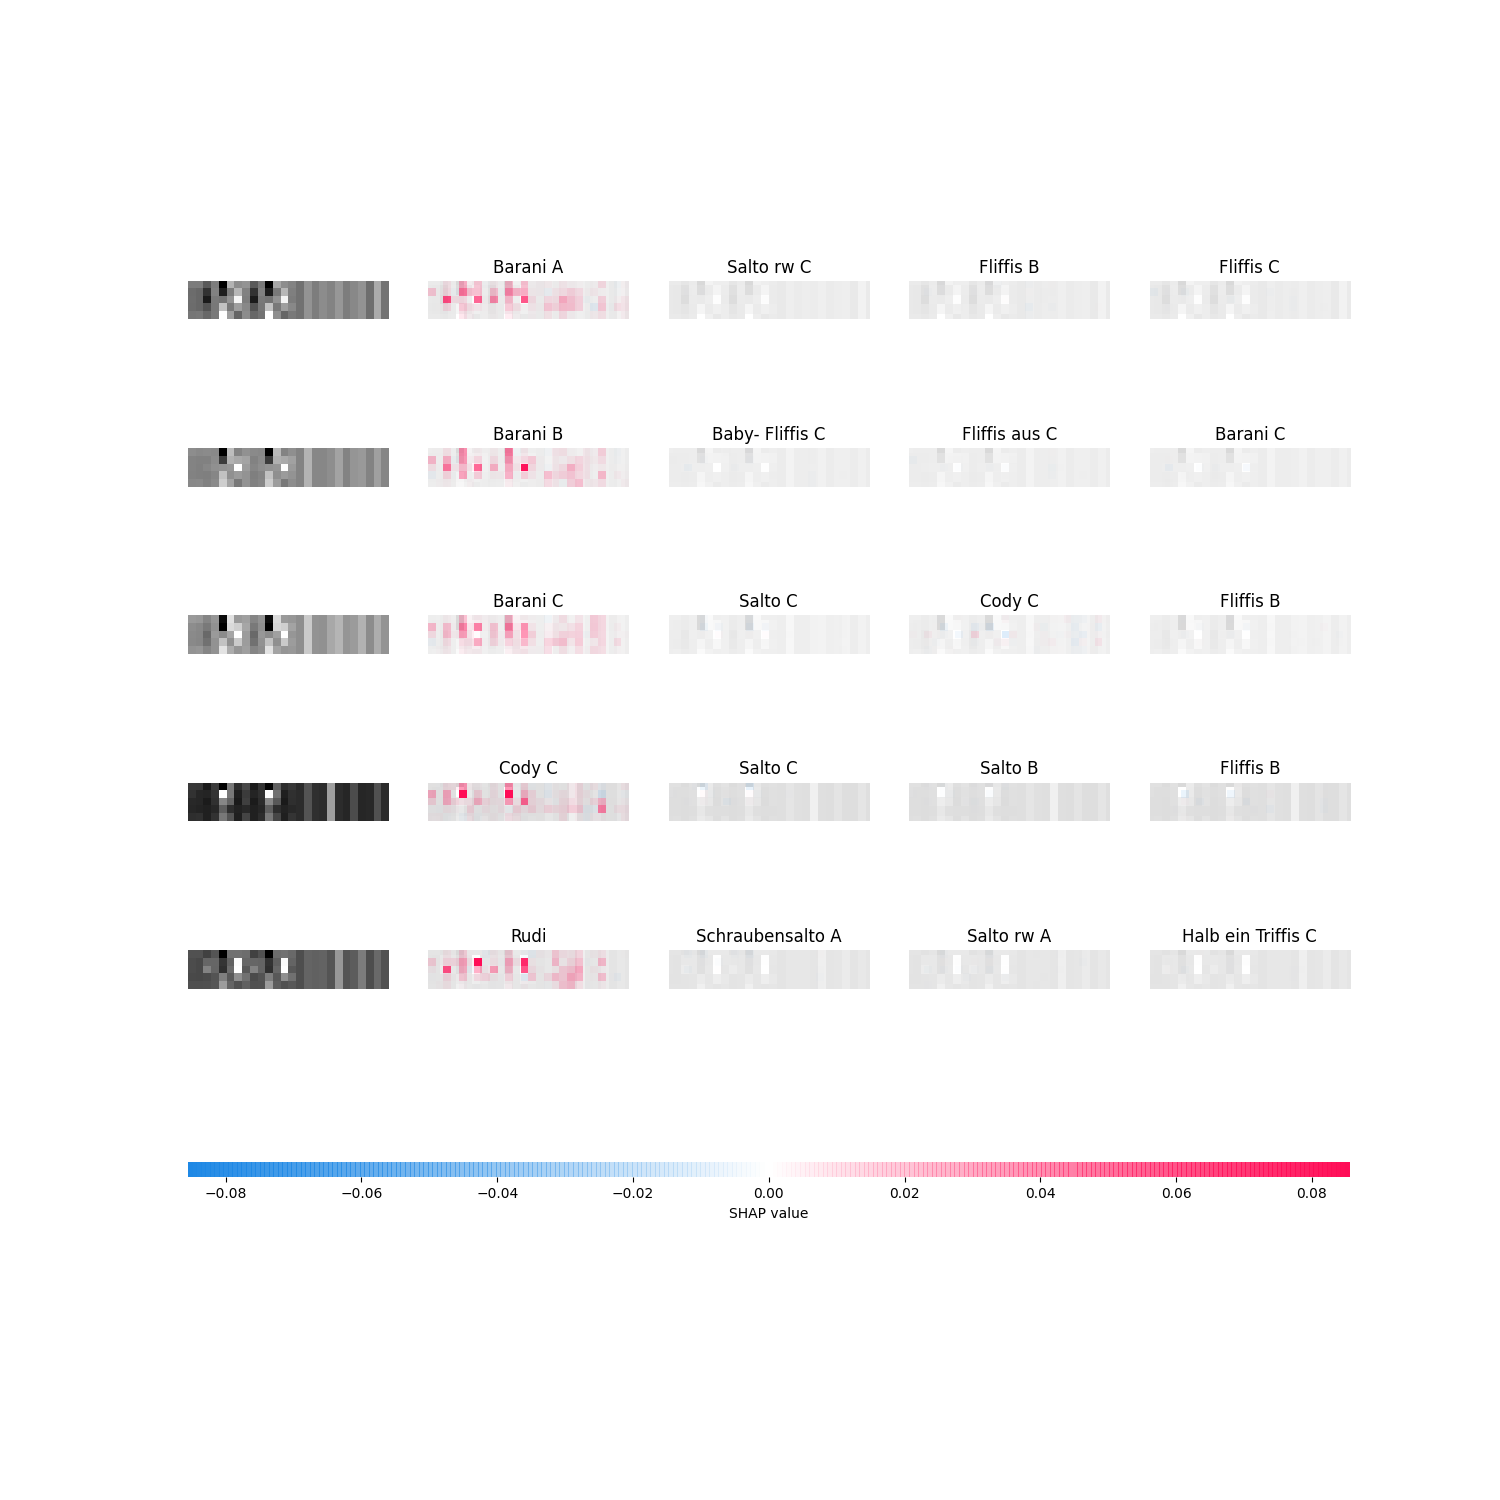 Barani A Salto rw C Fliffis B Fliffis C
Barani B Baby- Fliffis C Fliffis aus C Barani C
Barani C Salto C Cody C Fliffis B
Cody C Salto C Salto B Fliffis B
Rudi Schraubensalto A Salto rw A Halb ein Triffis C
−0.08 −0.06 −0.04 −0.02 0.00 0.02 0.04 0.06 0.08
SHAP value